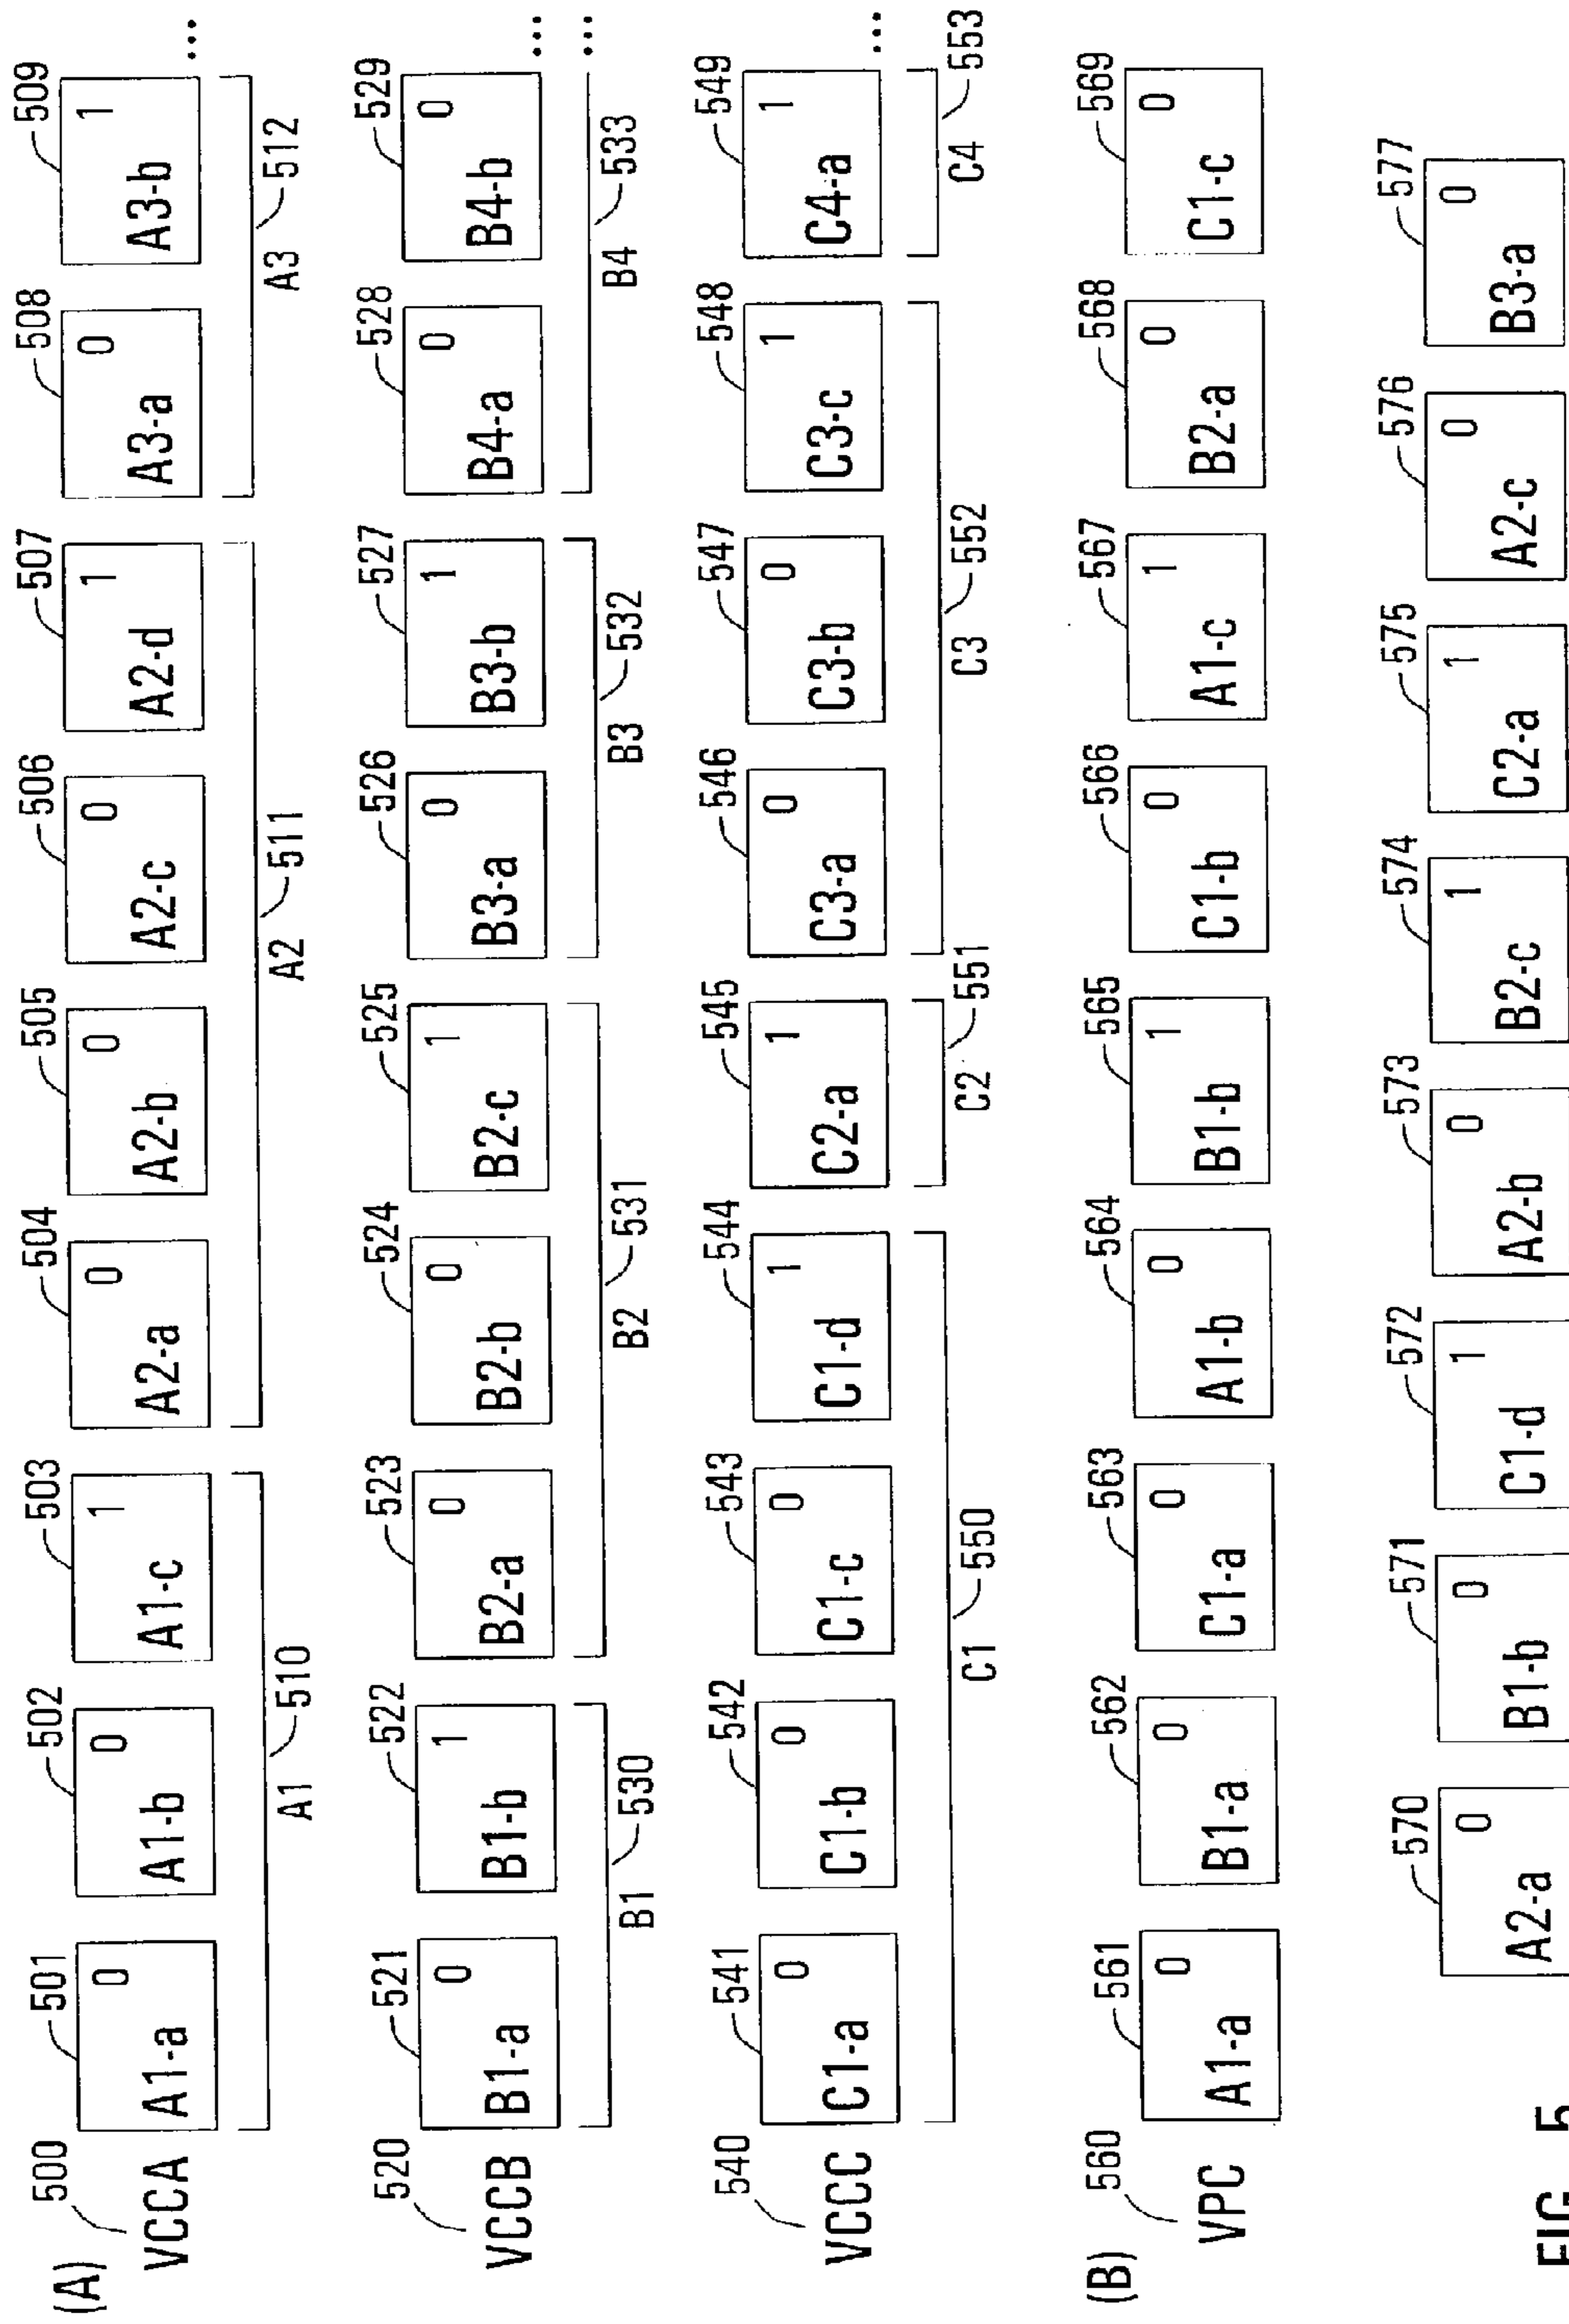 (A)
500 501 502 503 504 505 506 507 508 509
VCCA
0 0 1 0 0 0 1 0 1
A1-a A1-b A1-c A2-a A2-b A2-c A2-d A3-a A3-b ...
A1 510 A2 511 A3 512
520 521 522 523 524 525 526 527 528 529
VCCB
0 1 0 0 1 0 1 0 0
B1-a B1-b B2-a B2-b B2-c B3-a B3-b B4-a B4-b ...
...
B1 530 B2 531 B3 532 B4 533
540 541 542 543 544 545 546 547 548 549
VCCC
0 0 0 1 1 0 0 1 1
C1-a C1-b C1-c C1-d C2-a C3-a C3-b C3-c C4-a ...
C1 550 C2 551 C3 552 C4 553
(B)
560 561 562 563 564 565 566 567 568 569
VPC
0 0 0 0 1 0 1 0 0
A1-a B1-a C1-a A1-b B1-b C1-b A1-c B2-a C1-c
570 571 572 573 574 575 576 577
0 0 1 0 1 1 0 0
A2-a B1-b C1-d A2-b B2-c C2-a A2-c B3-a
FIG. 5